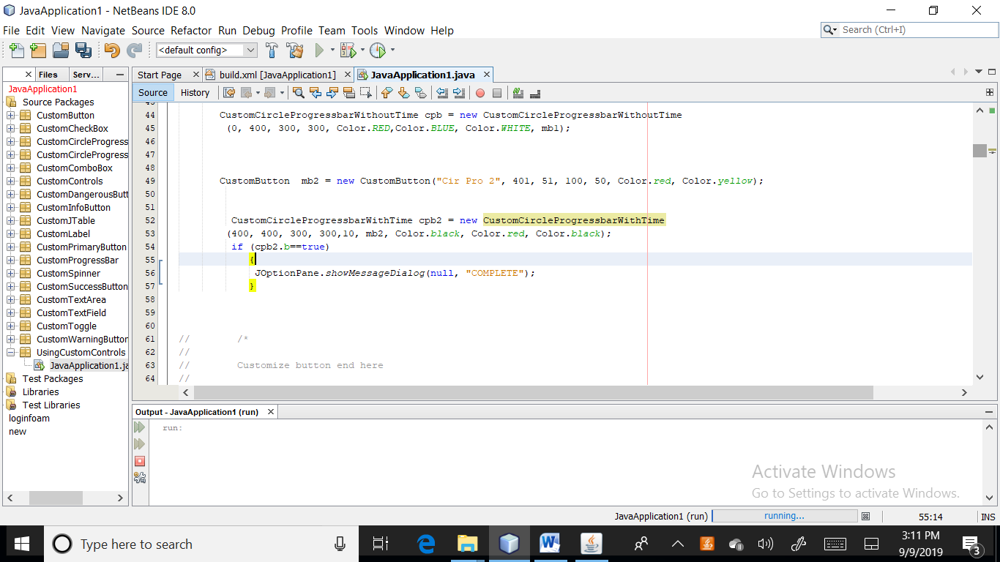 JavaApplication1 - NetBeans IDE 8.0
File Edit View Navigate Source Refactor Run Debug Profile Team Tools Window Help
Search (Ctrl+I)
<default config>
Files Serv...
Start Page build.xml [JavaApplication1] JavaApplication1.java
JavaApplication1
Source Packages
CustomButton
CustomCheckBox
CustomCircleProgress
CustomCircleProgress
CustomComboBox
CustomControls
CustomDangerousButt
CustomInfoButton
CustomJTable
CustomLabel
CustomPrimaryButton
CustomProgressBar
CustomSpinner
CustomSuccessButton
CustomTextArea
CustomTextField
CustomToggle
CustomWarningButtor
UsingCustomControls
JavaApplication1.ja
Test Packages
Libraries
Test Libraries
loginfoam
new
Source History
44 CustomCircleProgressbarWithoutTime cpb = new CustomCircleProgressbarWithoutTime
45 (0, 400, 300, 300, Color.RED,Color.BLUE, Color.WHITE, mb1);
46
47
48
49 CustomButton  mb2 = new CustomButton("Cir Pro 2", 401, 51, 100, 50, Color.red, Color.yellow);
50
51
52 CustomCircleProgressbarWithTime cpb2 = new CustomCircleProgressbarWithTime
53 (400, 400, 300, 300,10, mb2, Color.black, Color.red, Color.black);
54 if (cpb2.b==true)
55 {
56 JOptionPane.showMessageDialog(null, "COMPLETE");
57 }
58
59
60
61 // /*
62 //
63 // Customize button end here
64 //
Output - JavaApplication1 (run)
run:
Activate Windows
Go to Settings to activate Windows.
JavaApplication1 (run) running... 55:14 INS
Type here to search
3:11 PM
9/9/2019
3